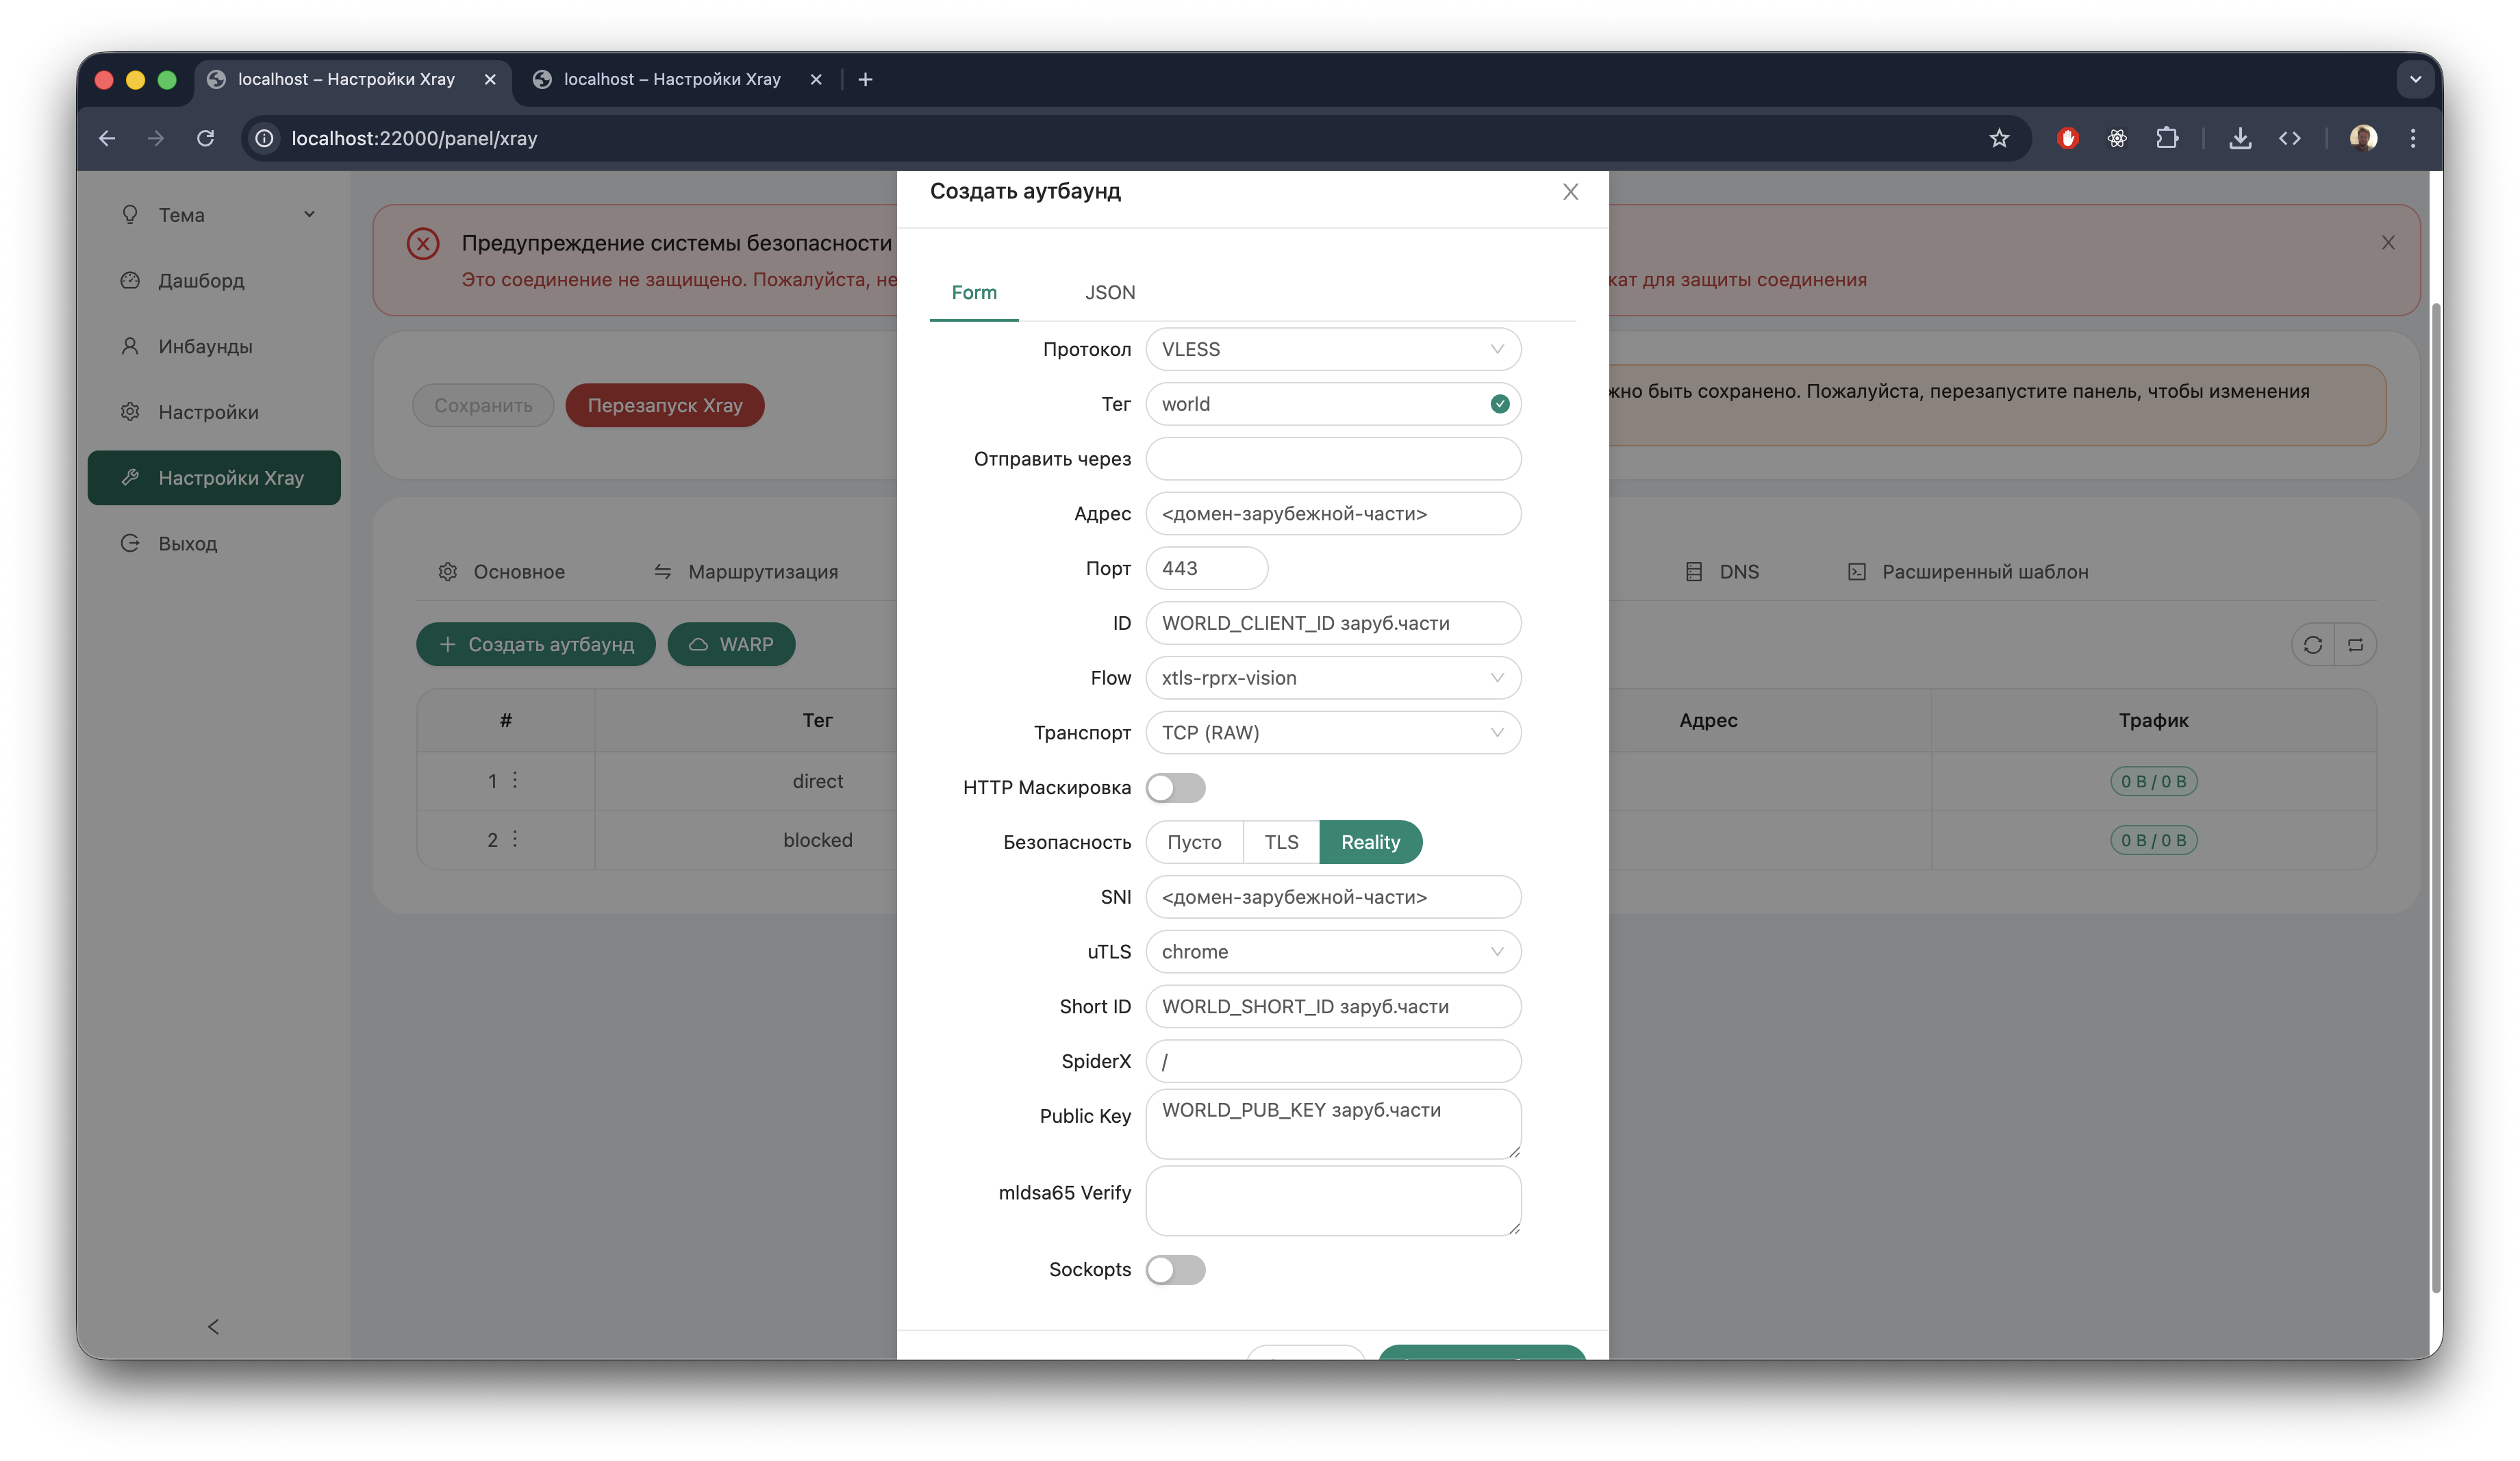 localhost – Настройки Xray
localhost – Настройки Xray
localhost:22000/panel/xray
Тема
Дашборд
Инбаунды
Настройки
Настройки Xray
Выход
Предупреждение системы безопасности
Это соединение не защищено. Пожалуйста, не
кат для защиты соединения
Сохранить
Перезапуск Xray
жно быть сохранено. Пожалуйста, перезапустите панель, чтобы изменения
Основное
Маршрутизация
DNS
Расширенный шаблон
Создать аутбаунд
WARP
# Тег Адрес Трафик
1 direct 0 B / 0 B
2 blocked 0 B / 0 B
Создать аутбаунд
Form JSON
Протокол VLESS
Тег world
Отправить через
Адрес <домен-зарубежной-части>
Порт 443
ID WORLD_CLIENT_ID заруб.части
Flow xtls-rprx-vision
Транспорт TCP (RAW)
HTTP Маскировка
Безопасность Пусто TLS Reality
SNI <домен-зарубежной-части>
uTLS chrome
Short ID WORLD_SHORT_ID заруб.части
SpiderX /
Public Key WORLD_PUB_KEY заруб.части
mldsa65 Verify
Sockopts